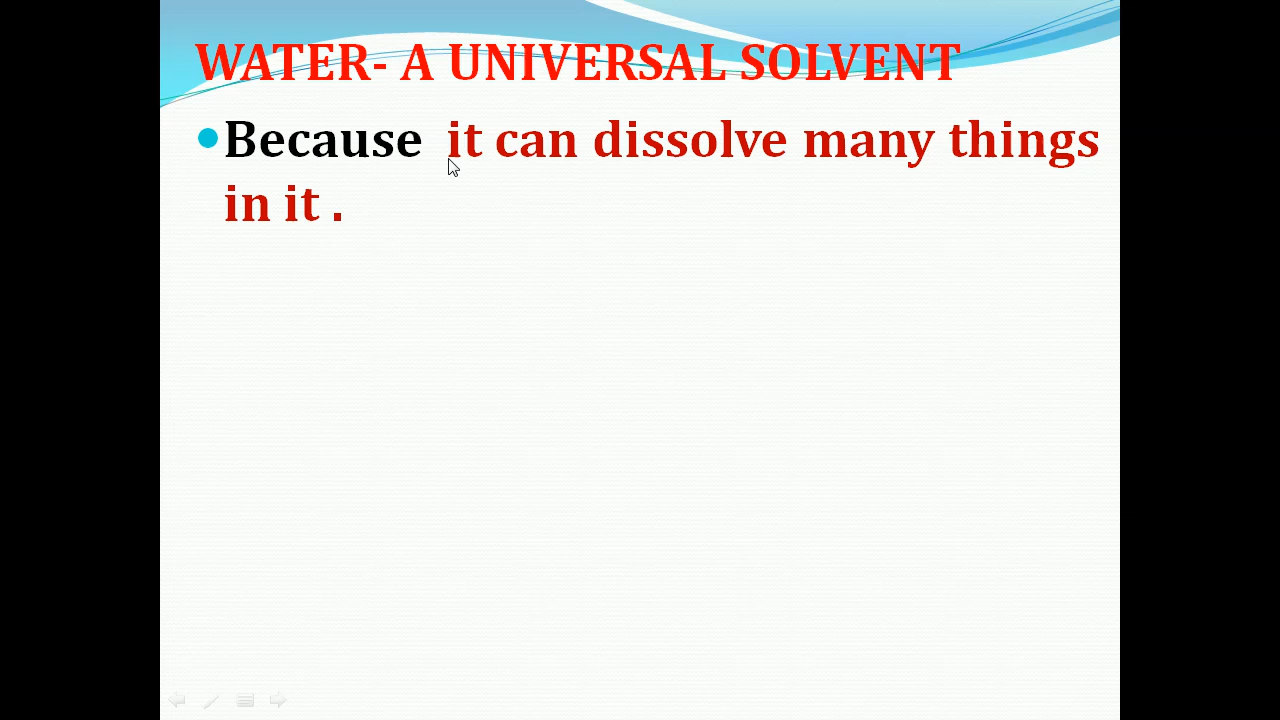 WATER- A UNIVERSAL SOLVENT
Because it can dissolve many things
in it .